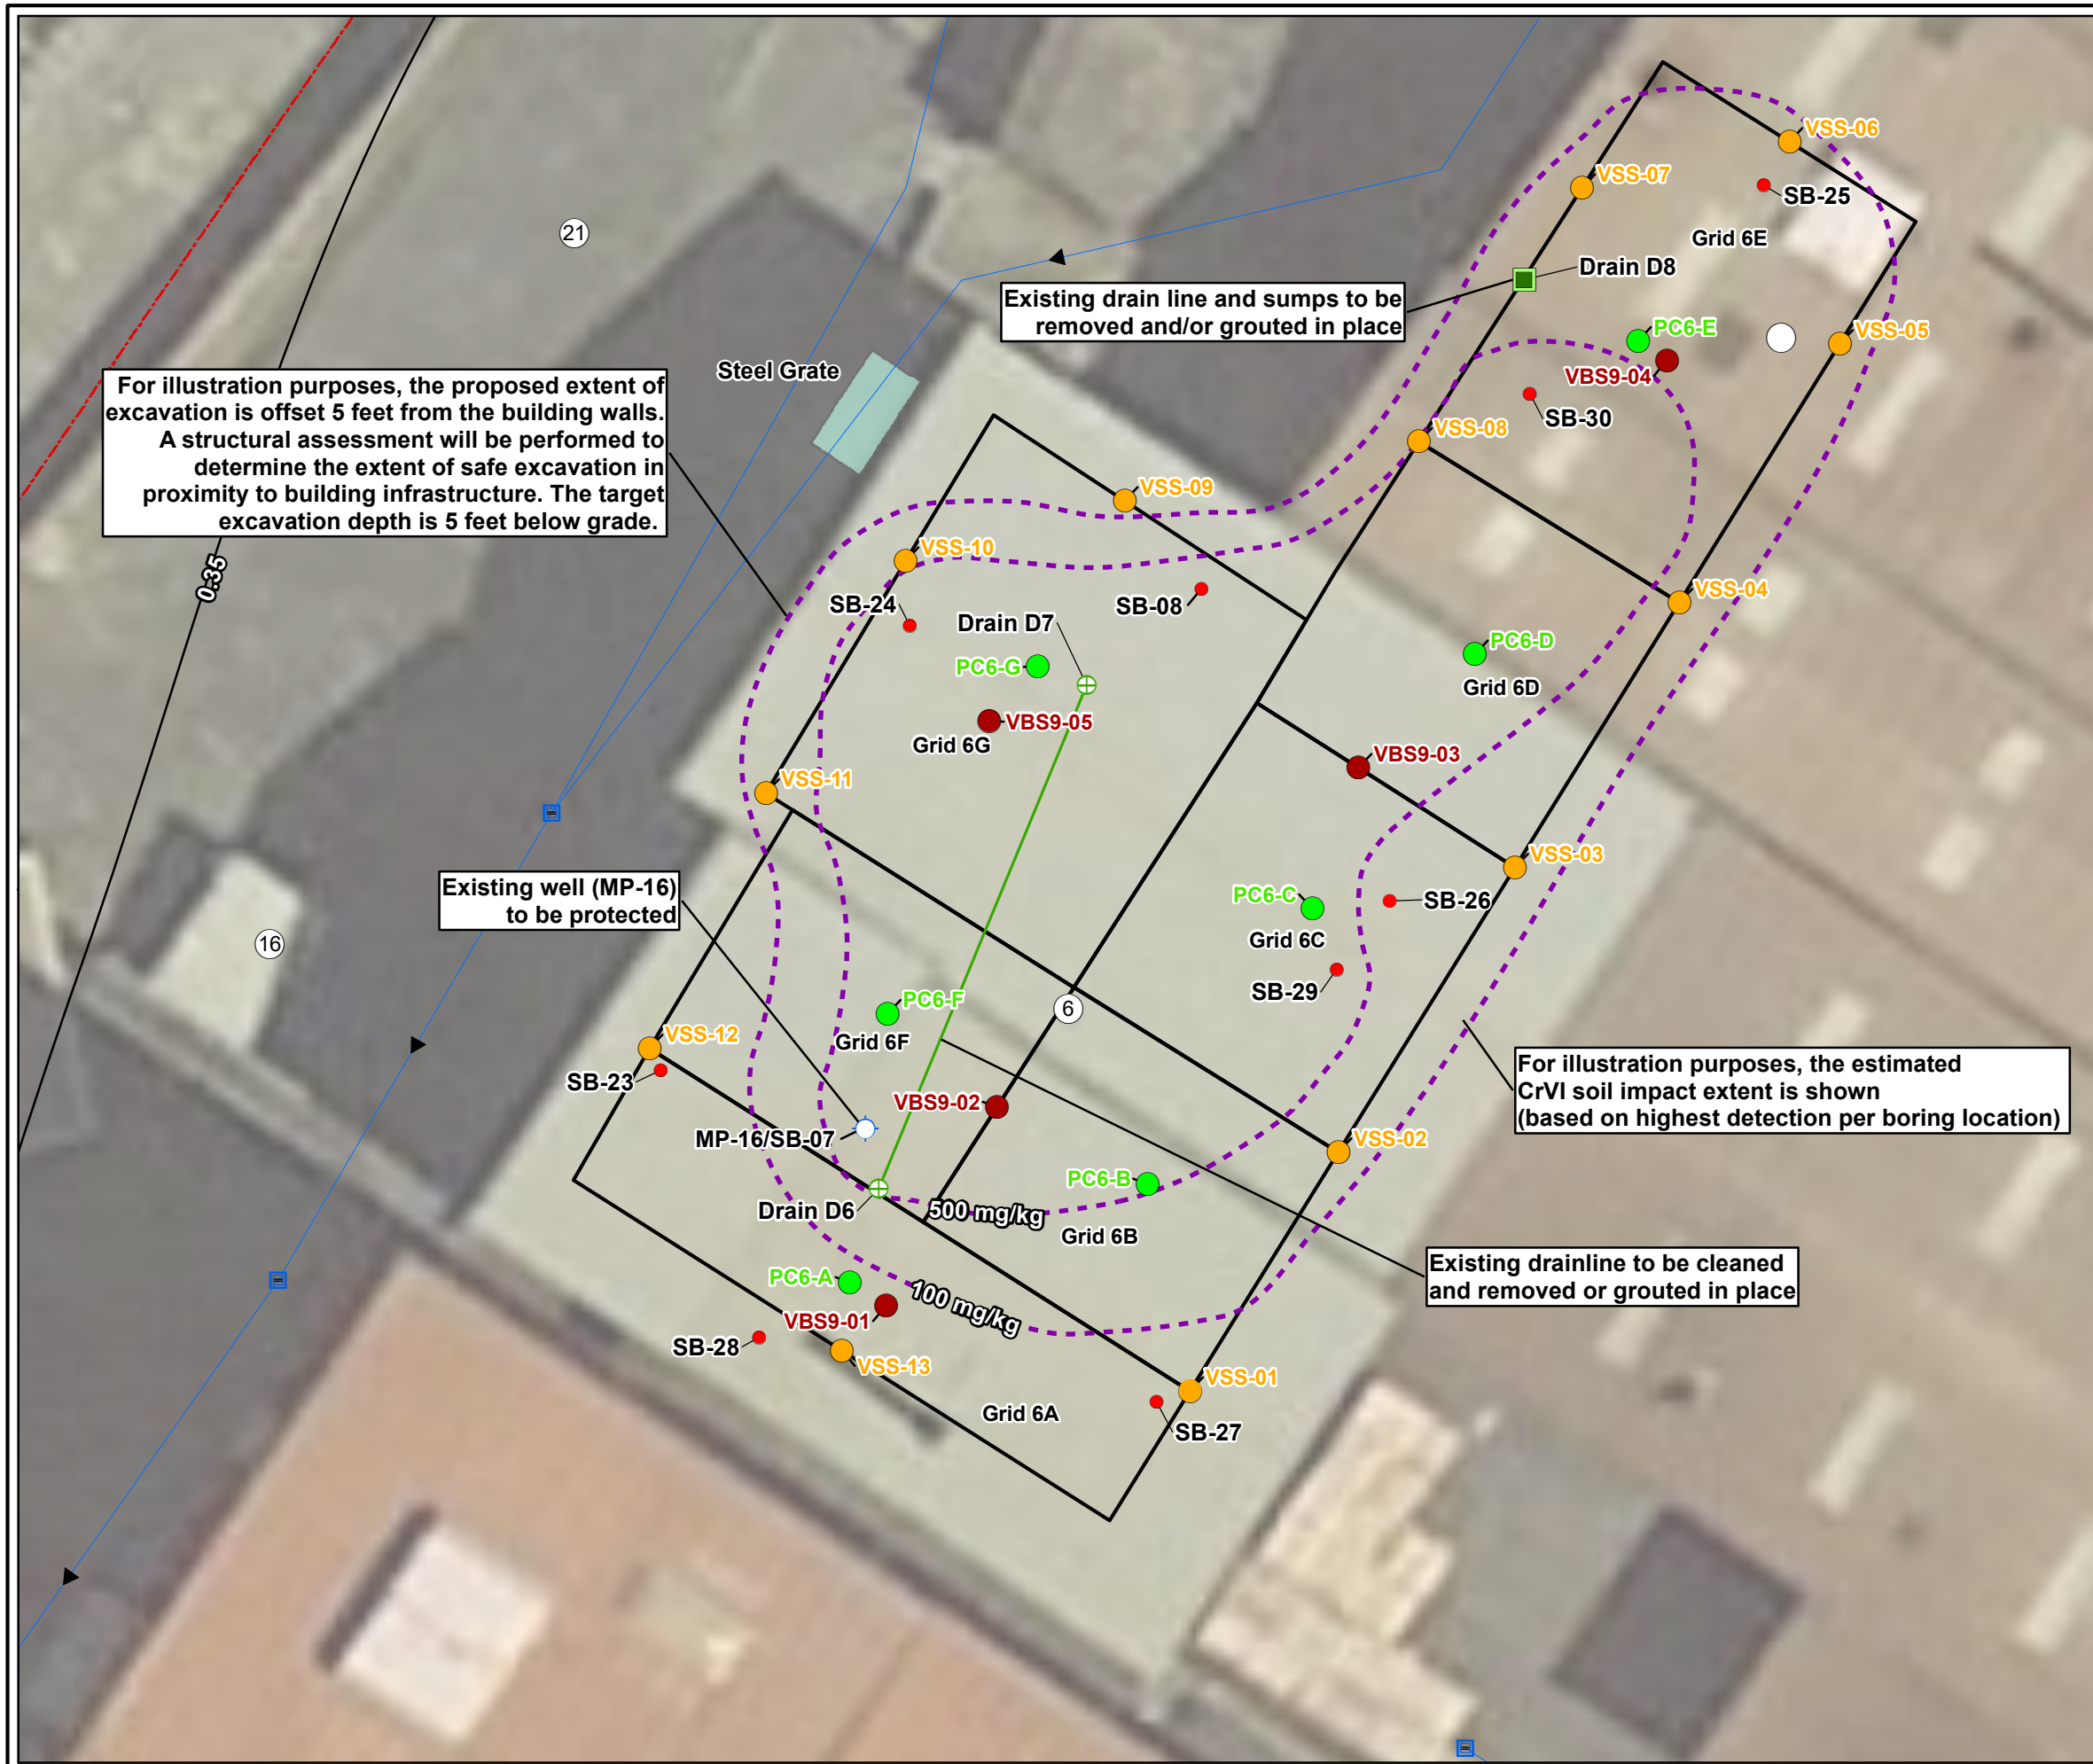 VSS-06
VSS-07
SB-25
21
Grid 6E
Drain D8
Existing drain line and sumps to be
removed and/or grouted in place
PC6-E
VSS-05
Steel Grate
VBS9-04
For illustration purposes, the proposed extent of
excavation is offset 5 feet from the building walls.
A structural assessment will be performed to
determine the extent of safe excavation in
proximity to building infrastructure. The target
excavation depth is 5 feet below grade.
SB-30
VSS-08
VSS-09
VSS-10
0.35
SB-24
SB-08
VSS-04
Drain D7
PC6-D
PC6-G
Grid 6D
VBS9-05
Grid 6G
VBS9-03
VSS-11
VSS-03
Existing well (MP-16)
to be protected
PC6-C
SB-26
16
Grid 6C
SB-29
PC6-F
6
VSS-12
Grid 6F
SB-23
For illustration purposes, the estimated
CrVI soil impact extent is shown
(based on highest detection per boring location)
VBS9-02
MP-16/SB-07
VSS-02
PC6-B
Drain D6
500 mg/kg
Grid 6B
Existing drainline to be cleaned
and removed or grouted in place
PC6-A
100 mg/kg
VBS9-01
SB-28
VSS-13
VSS-01
Grid 6A
SB-27